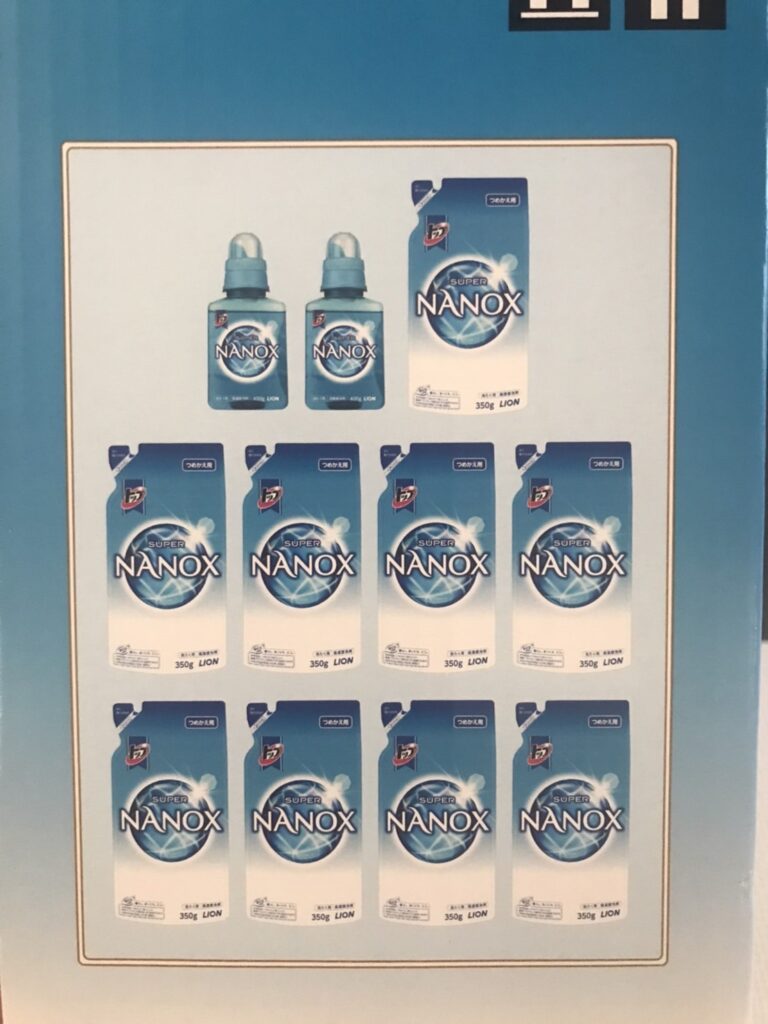 トップ
SUPER
NANOX
400g LION
トップ
SUPER
NANOX
400g LION
つめかえ用
トップ
SUPER
NANOX
350g LION
つめかえ用
トップ
SUPER
NANOX
350g LION
つめかえ用
トップ
SUPER
NANOX
350g LION
つめかえ用
トップ
SUPER
NANOX
350g LION
つめかえ用
トップ
SUPER
NANOX
350g LION
つめかえ用
トップ
SUPER
NANOX
350g LION
つめかえ用
トップ
SUPER
NANOX
350g LION
つめかえ用
トップ
SUPER
NANOX
350g LION
つめかえ用
トップ
SUPER
NANOX
350g LION